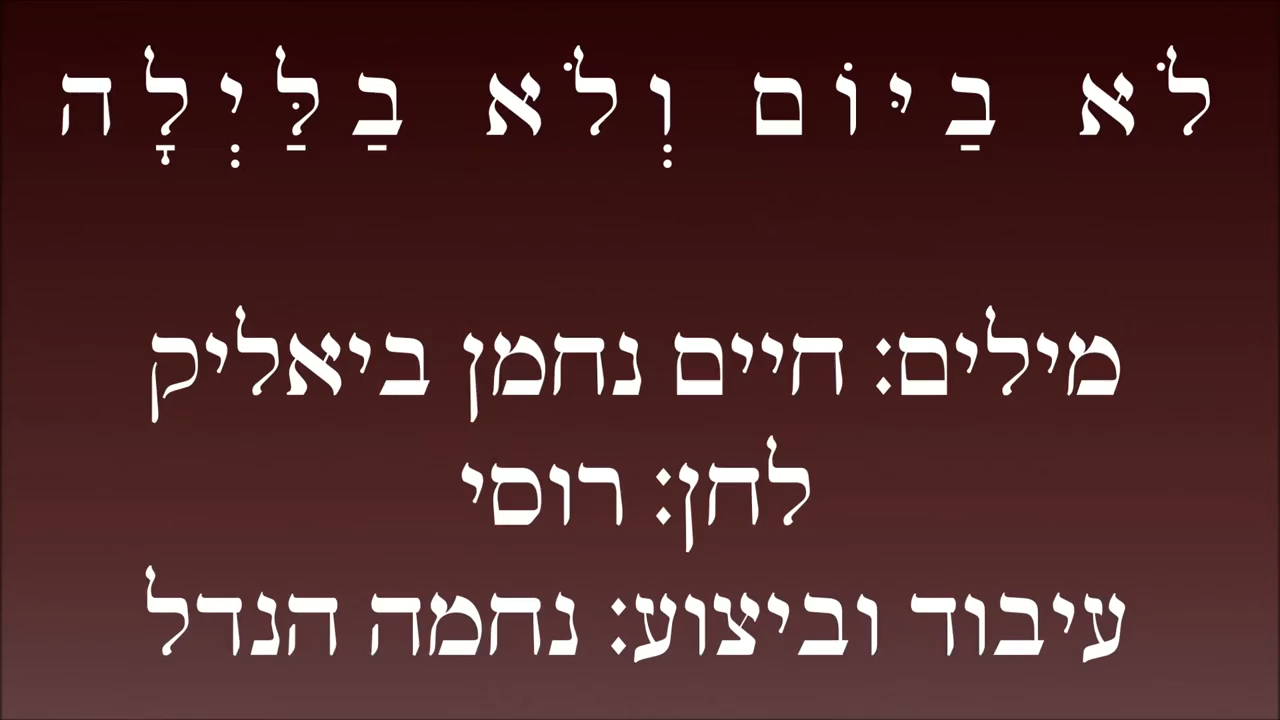 לֹא בַּיּוֹם וְלֹא בַּלַּיְלָה
מילים: חיים נחמן ביאליק
לחן: רוסי
עיבוד וביצוע: נחמה הנדל